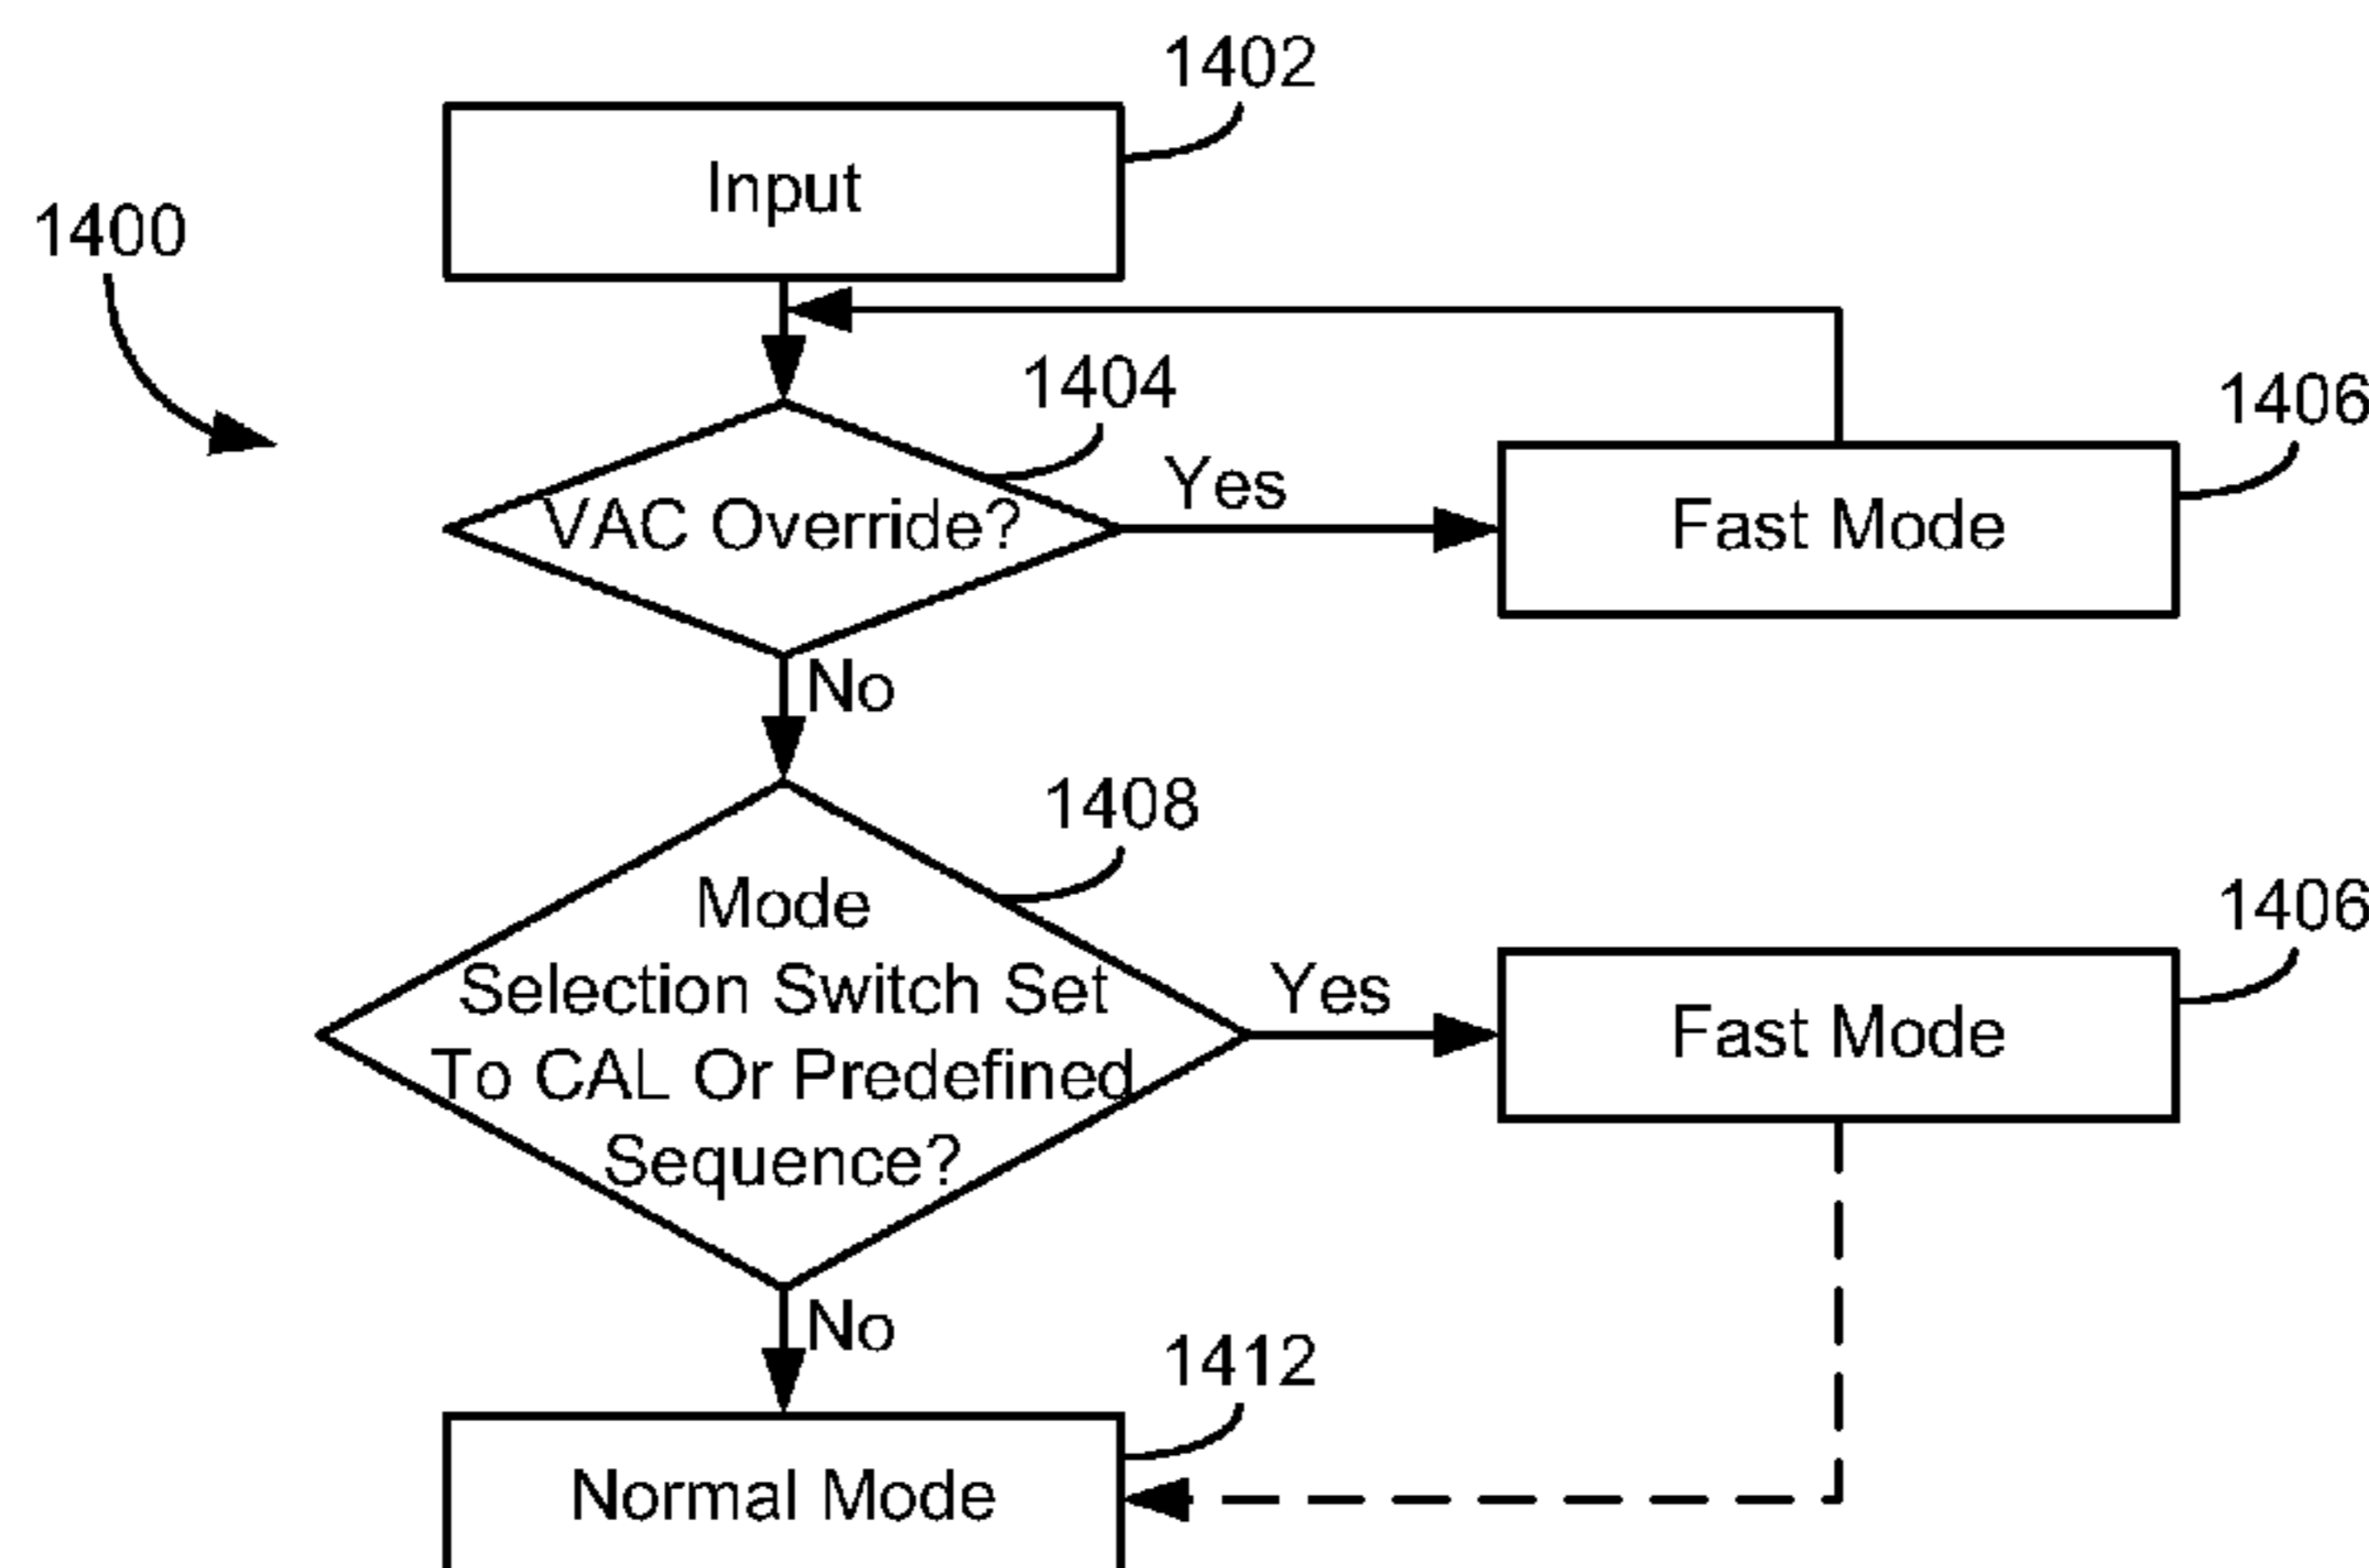 1402
Input
1400
1404
1406
VAC Override?
Yes
Fast Mode
No
1408
1406
Mode
Selection Switch Set
To CAL Or Predefined
Sequence?
Yes
Fast Mode
No
1412
Normal Mode